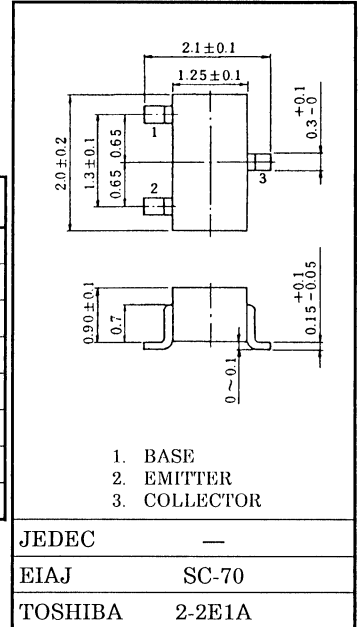 2.1±0.1
1.25±0.1
+0.1
0.3-0
2.0±0.2
1.3±0.1
0.65
0.65
1
2
3
0.90±0.1
0.7
0~0.1
+0.1
0.15-0.05
1. BASE
2. EMITTER
3. COLLECTOR
JEDEC —
EIAJ SC-70
TOSHIBA 2-2E1A